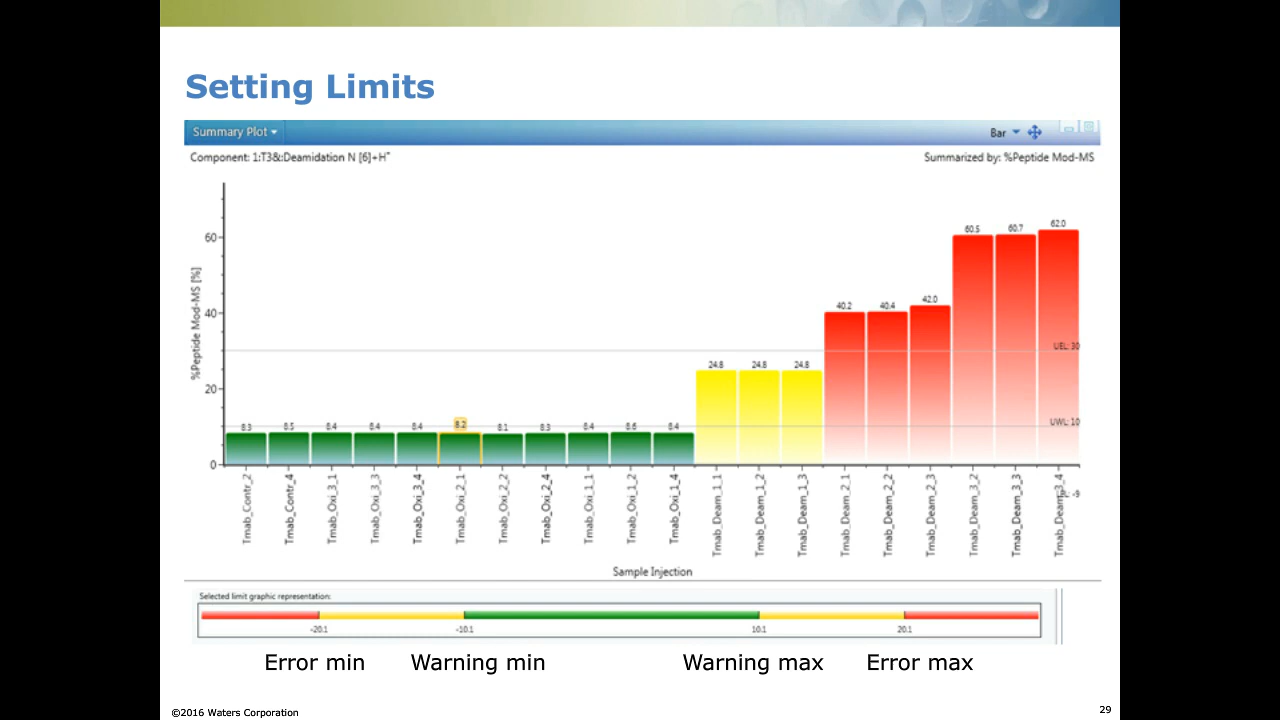 Setting Limits
Summary Plot
Bar
Component: 1:T3&:Deamidation N [6]+H⁺
Summarized by: %Peptide Mod-MS
%Peptide Mod-MS [%]
60
40
20
0
8.3 8.5 8.4 8.4 8.4 8.2 8.1 8.3 8.4 8.6 8.4 24.8 24.8 24.8 40.2 40.4 42.0 60.5 60.7 62.0
UEL: 30
UWL: 10
-9
Tmab_Contr_2
Tmab_Contr_4
Tmab_Oxi_3_1
Tmab_Oxi_3_3
Tmab_Oxi_3_4
Tmab_Oxi_2_1
Tmab_Oxi_2_2
Tmab_Oxi_2_4
Tmab_Oxi_1_1
Tmab_Oxi_1_2
Tmab_Oxi_1_4
Tmab_Deam_1_1
Tmab_Deam_1_2
Tmab_Deam_1_3
Tmab_Deam_2_1
Tmab_Deam_2_2
Tmab_Deam_2_3
Tmab_Deam_3_2
Tmab_Deam_3_3
Tmab_Deam_3_4
Sample Injection
Selected limit graphic representation:
-20.1 -10.1 10.1 20.1
Error min Warning min Warning max Error max
©2016 Waters Corporation
29